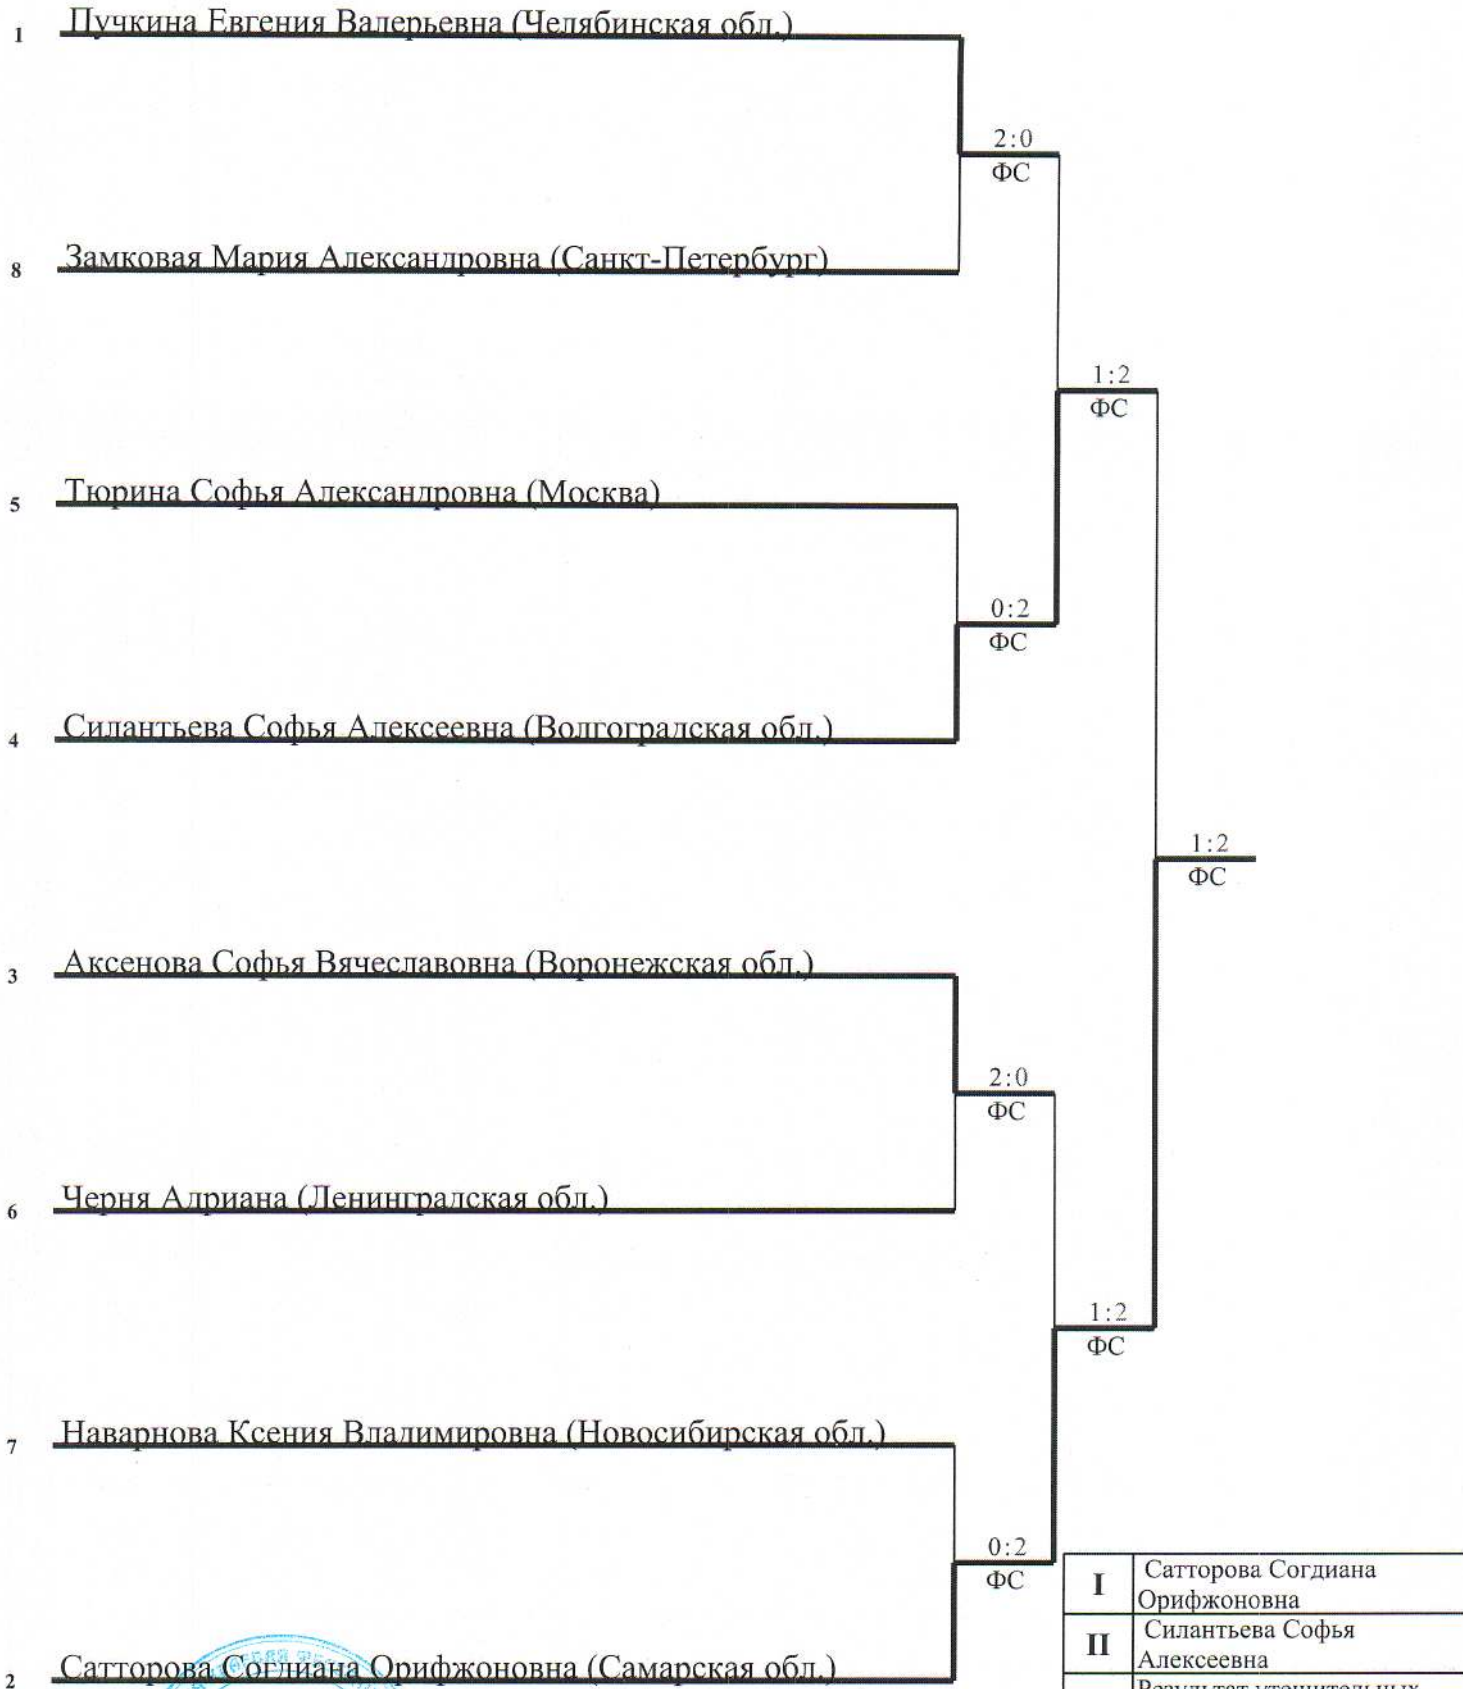 1 Пучкина Евгения Валерьевна (Челябинская обл.)
2:0
ФС
8 Замковая Мария Александровна (Санкт-Петербург)
1:2
ФС
5 Тюрина Софья Александровна (Москва)
0:2
ФС
4 Силантьева Софья Алексеевна (Волгоградская обл.)
1:2
ФС
3 Аксенова Софья Вячеславовна (Воронежская обл.)
2:0
ФС
6 Черня Адриана (Ленинградская обл.)
1:2
ФС
7 Наварнова Ксения Владимировна (Новосибирская обл.)
0:2
ФС
2 Сатторова Согдиана Орифжоновна (Самарская обл.)
I Сатторова Согдиана
Орифжоновна
II Силантьева Софья
Алексеевна
Результат